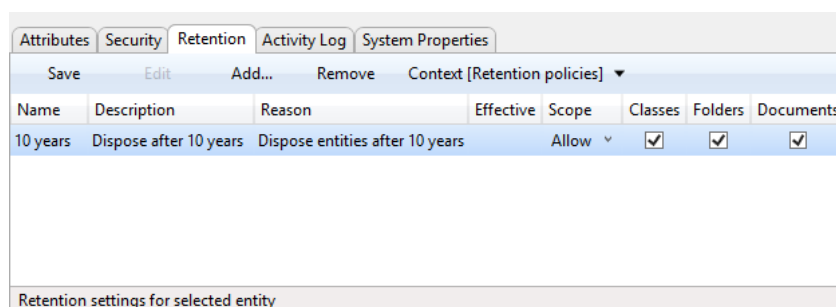 Attributes Security Retention Activity Log System Properties
Save Edit Add... Remove Context [Retention policies]
Name Description Reason Effective Scope Classes Folders Documents
10 years Dispose after 10 years Dispose entities after 10 years Allow
Retention settings for selected entity